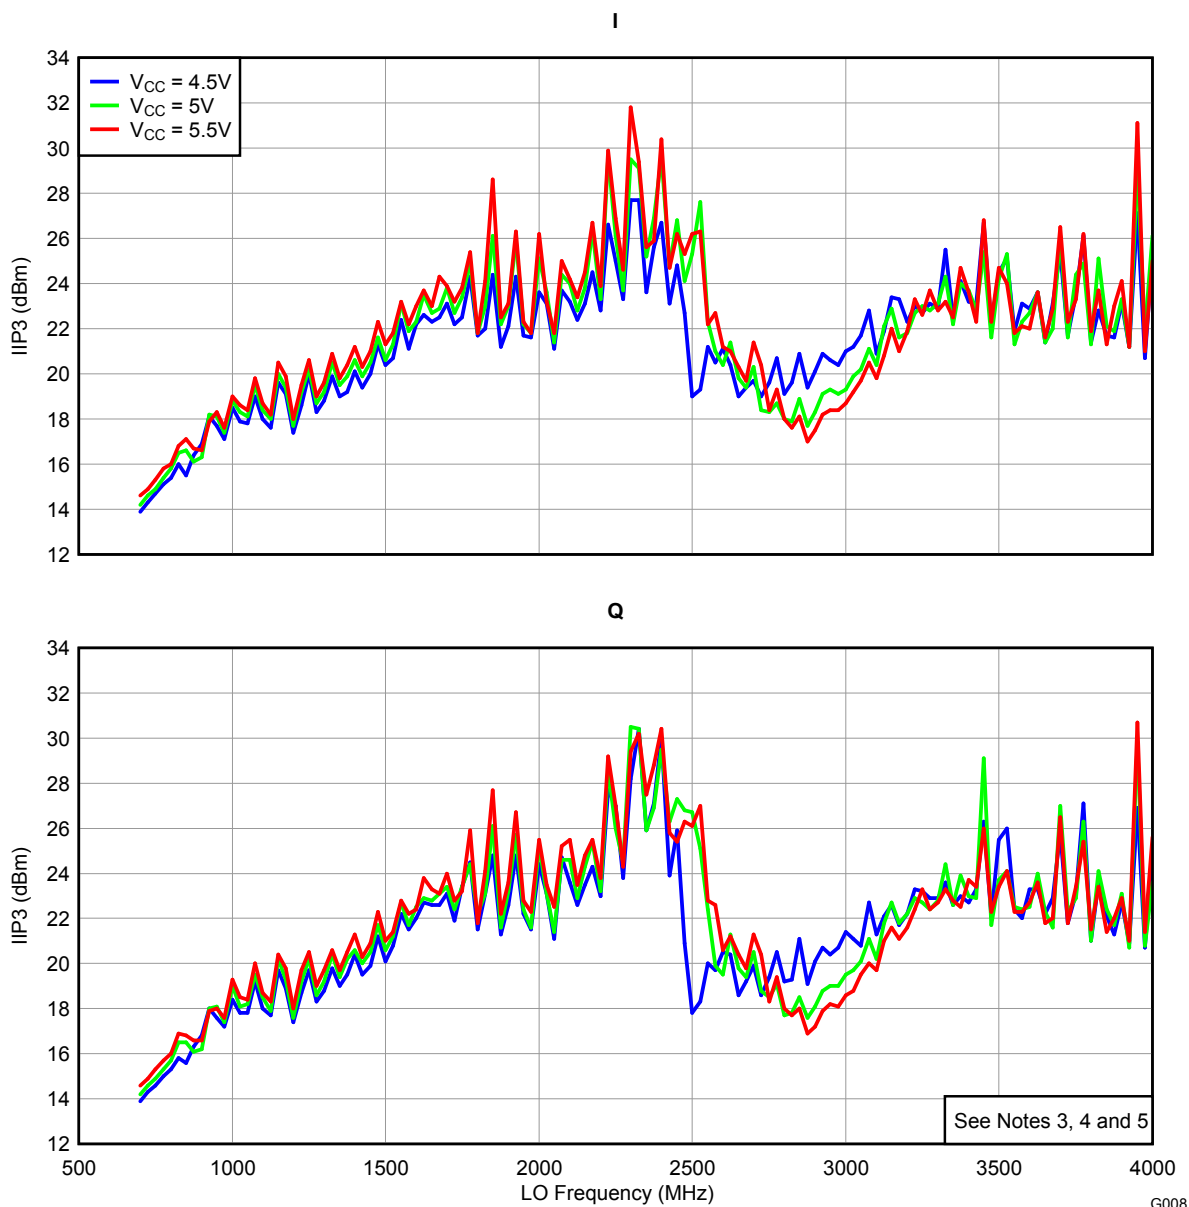 I
34
32
30
28
26
24
22
20
18
16
14
12
IIP3 (dBm)
VCC = 4.5V
VCC = 5V
VCC = 5.5V
Q
34
32
30
28
26
24
22
20
18
16
14
12
IIP3 (dBm)
See Notes 3, 4 and 5
500 1000 1500 2000 2500 3000 3500 4000
LO Frequency (MHz)
G008